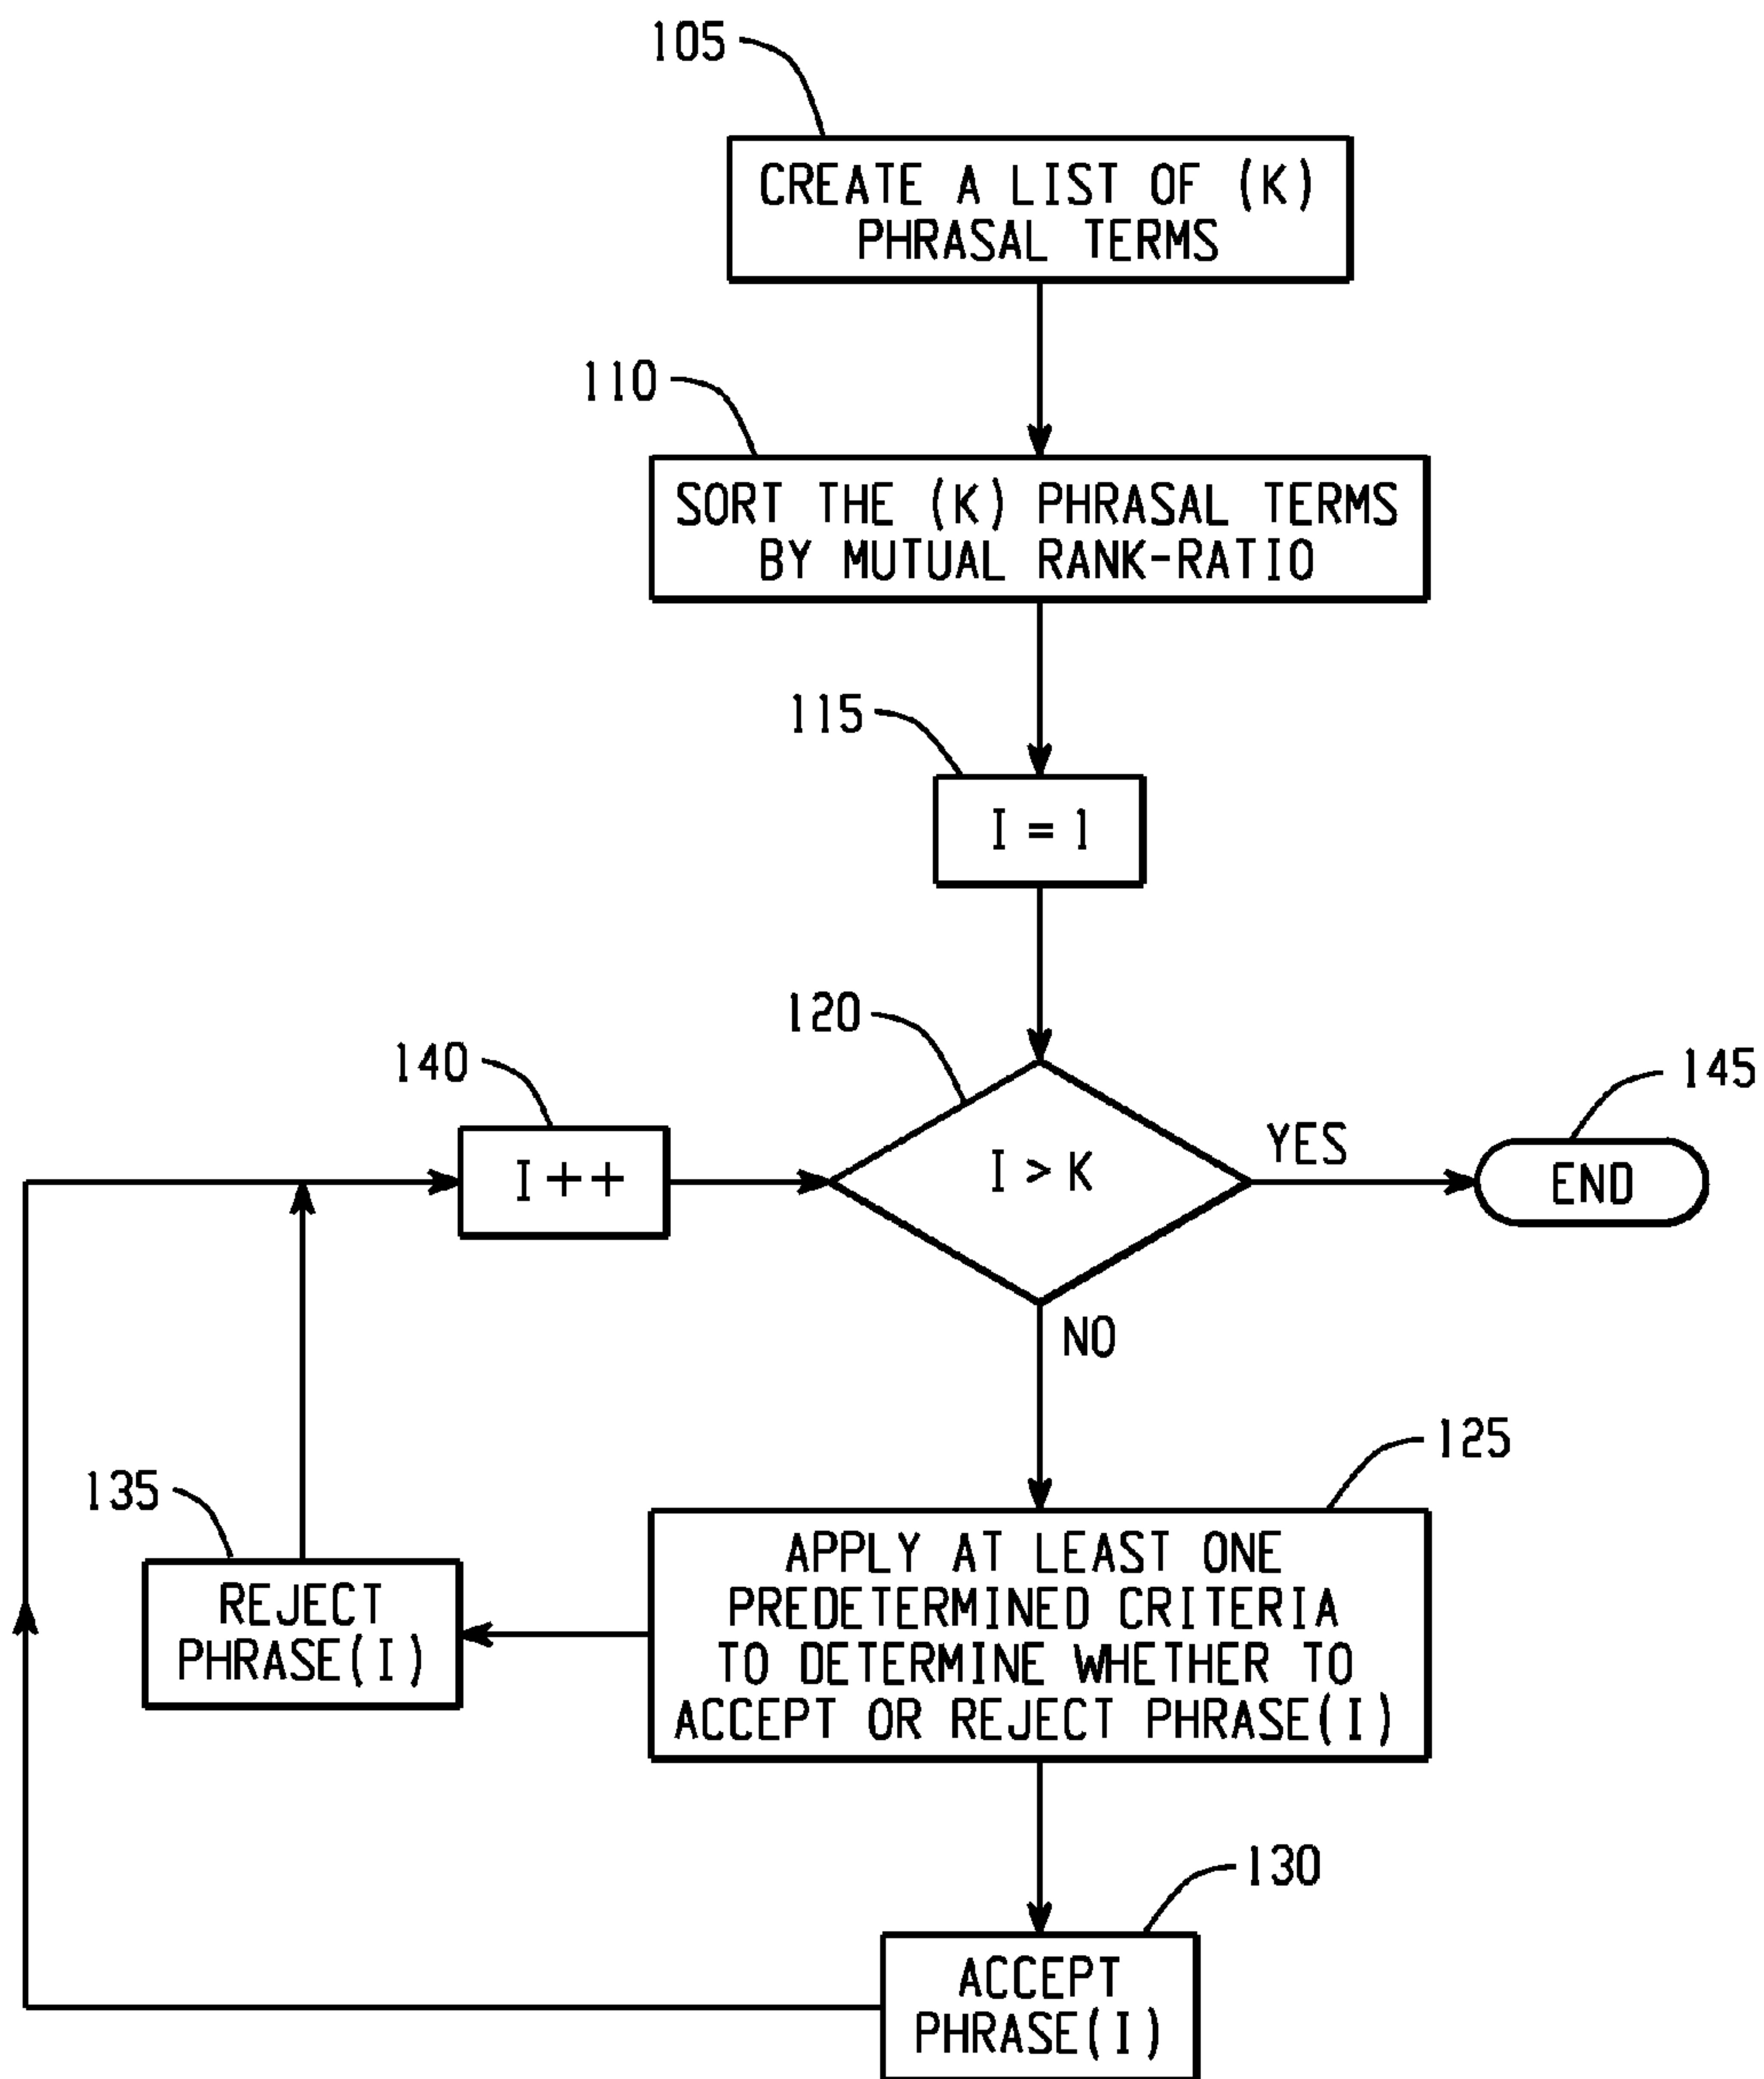 105
CREATE A LIST OF (K)
PHRASAL TERMS
110
SORT THE (K) PHRASAL TERMS
BY MUTUAL RANK-RATIO
115
I = 1
120
140
145
I ++
I > K
YES
END
NO
125
135
APPLY AT LEAST ONE
PREDETERMINED CRITERIA
TO DETERMINE WHETHER TO
ACCEPT OR REJECT PHRASE(I)
REJECT
PHRASE(I)
130
ACCEPT
PHRASE(I)